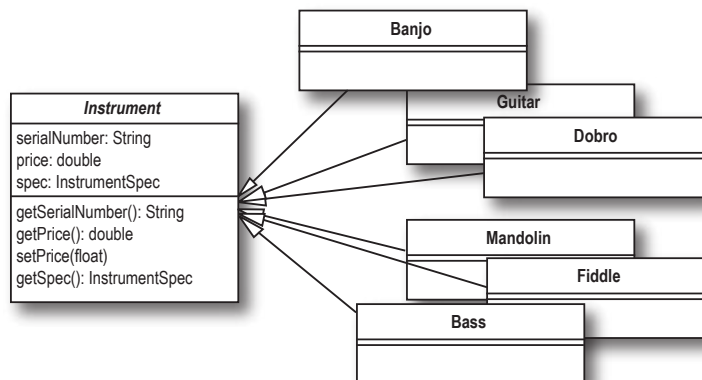 Banjo
Instrument
serialNumber: String
price: double
spec: InstrumentSpec
getSerialNumber(): String
getPrice(): double
setPrice(float)
getSpec(): InstrumentSpec
Guitar
Dobro
Mandolin
Fiddle
Bass